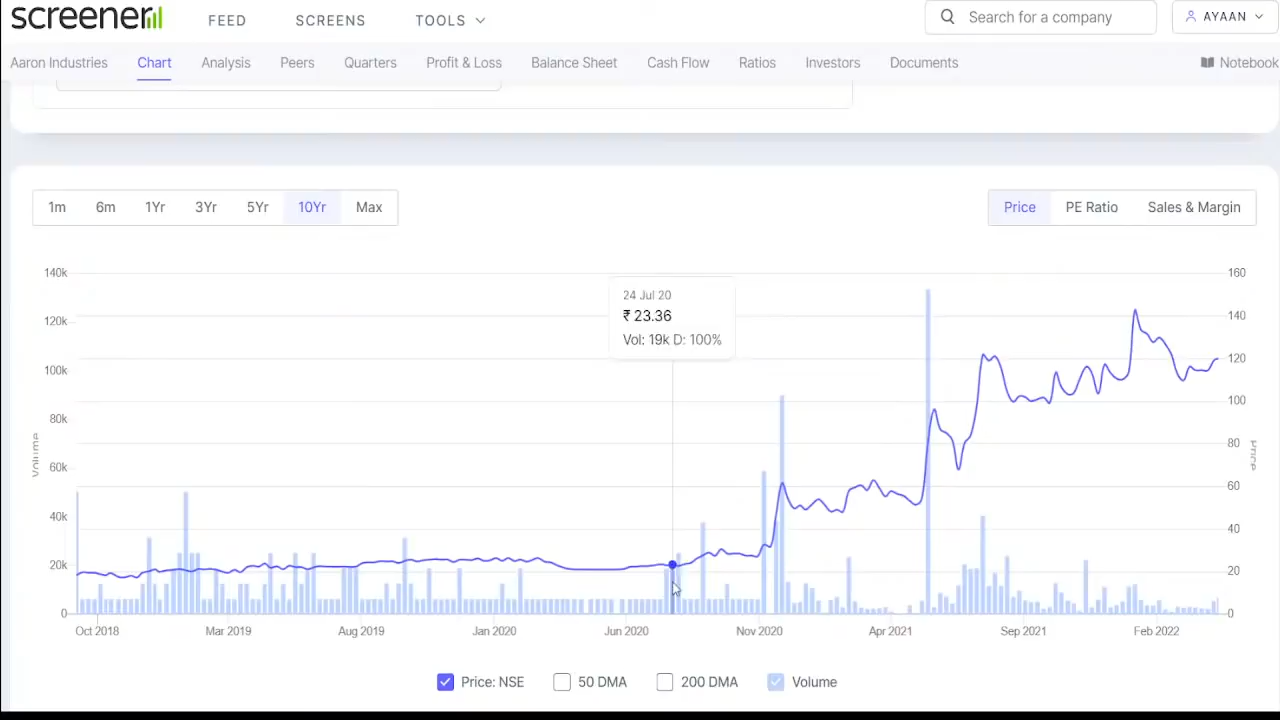 screener FEED SCREENS TOOLS Search for a company AYAAN
Aaron Industries Chart Analysis Peers Quarters Profit & Loss Balance Sheet Cash Flow Ratios Investors Documents Notebook
1m 6m 1Yr 3Yr 5Yr 10Yr Max Price PE Ratio Sales & Margin
140k 160
24 Jul 20
₹ 23.36
Vol: 19k D: 100%
120k 140
100k 120
80k 100
60k 80
40k 60
20k 40
0 20
0
Volume
Price
Oct 2018 Mar 2019 Aug 2019 Jan 2020 Jun 2020 Nov 2020 Apr 2021 Sep 2021 Feb 2022
Price: NSE 50 DMA 200 DMA Volume